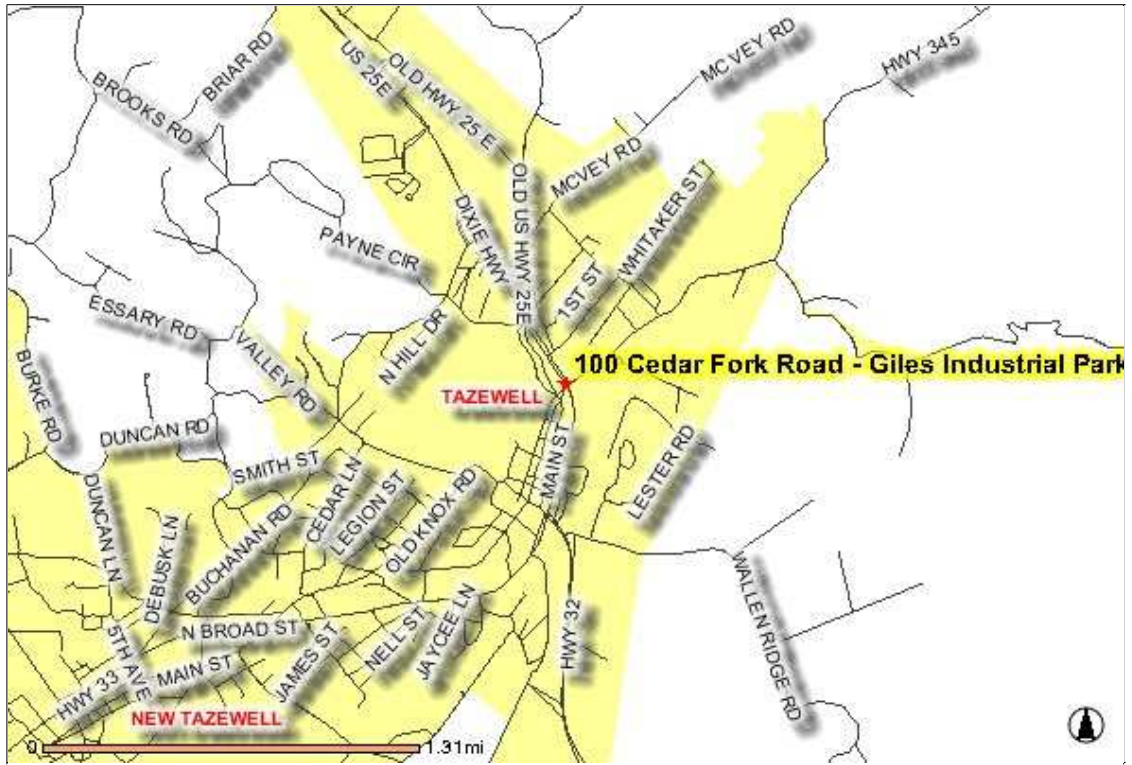 BRIAR RD
US 25E
OLD HWY 25 E
MCVEY RD
HWY 345
BROOKS RD
MCVEY RD
OLD US HWY 25E
WHITAKER ST
DIXIE HWY
PAYNE CIR
1ST ST
ESSARY RD
VALLEY RD
N HILL DR
BURKE RD
100 Cedar Fork Road - Giles Industrial Park
TAZEWELL
DUNCAN RD
SMITH ST
MAIN ST
LESTER RD
CEDAR LN
LEGION ST
OLD KNOX RD
DUNCAN LN
DEBUSK LN
BUCHANAN RD
WALLEN RIDGE RD
N BROAD ST
5TH AVE
NELL ST
JAYCEE LN
HWY 32
JAMES ST
MAIN ST
HWY 33
NEW TAZEWELL
0 1.31mi